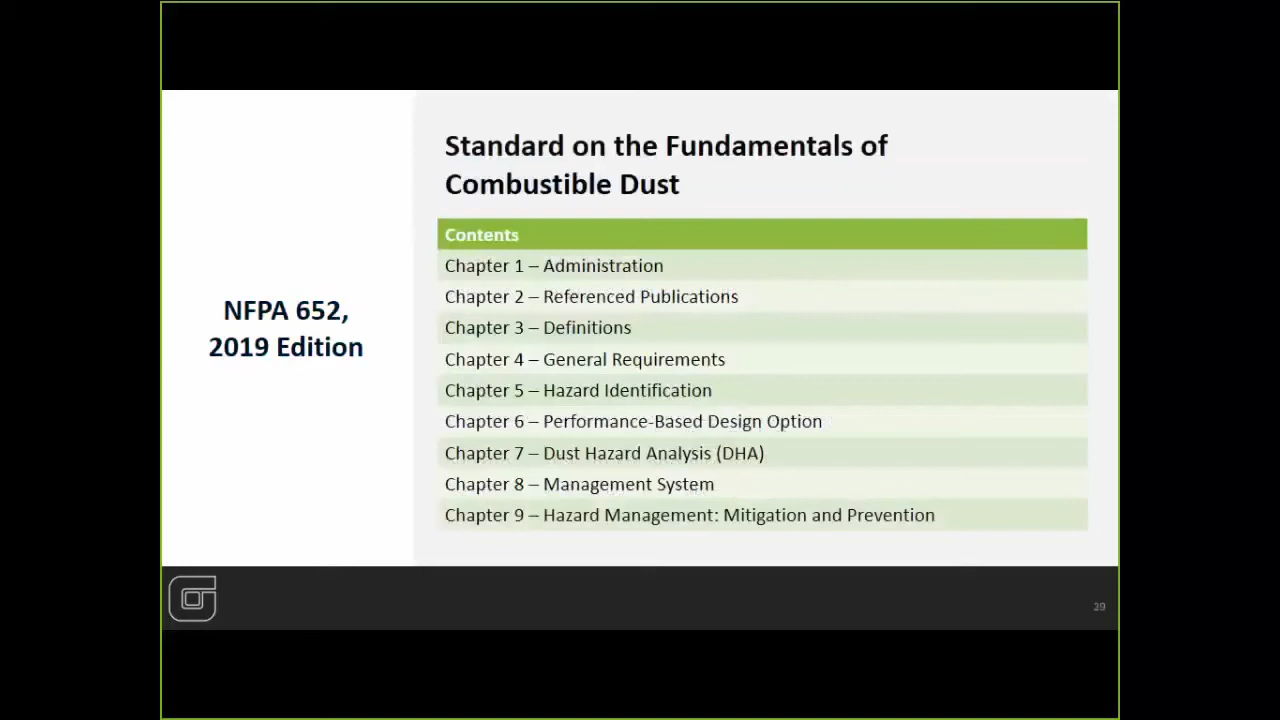 Standard on the Fundamentals of
Combustible Dust
NFPA 652,
2019 Edition
Contents
Chapter 1 – Administration
Chapter 2 – Referenced Publications
Chapter 3 – Definitions
Chapter 4 – General Requirements
Chapter 5 – Hazard Identification
Chapter 6 – Performance-Based Design Option
Chapter 7 – Dust Hazard Analysis (DHA)
Chapter 8 – Management System
Chapter 9 – Hazard Management: Mitigation and Prevention
29